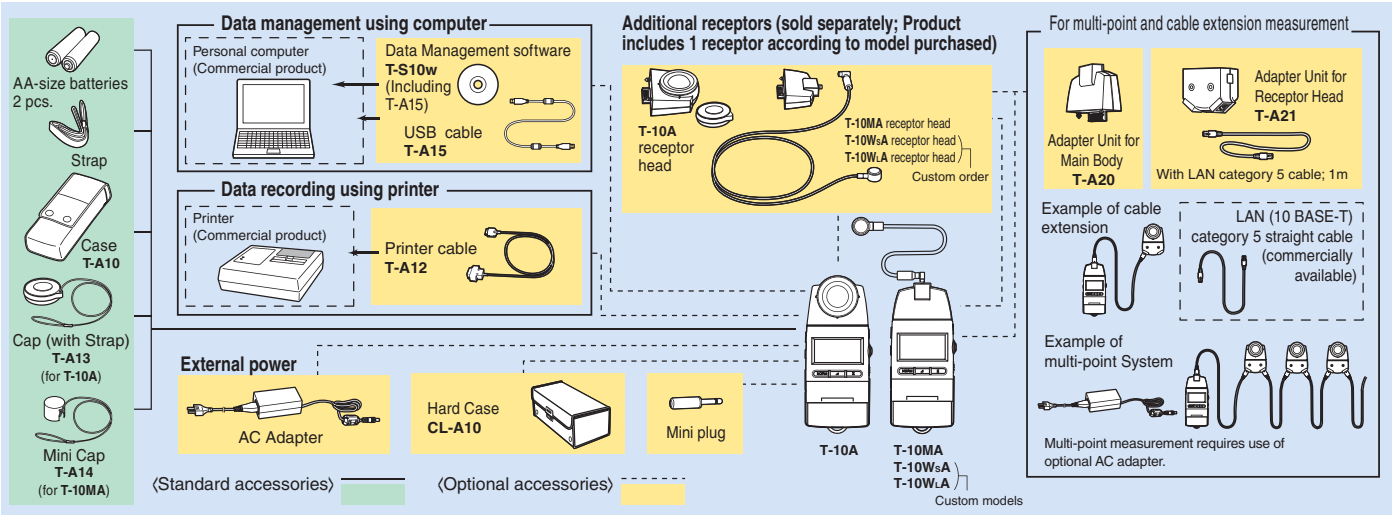 AA-size batteries
2 pcs.
Strap
Case
T-A10
Cap (with Strap)
T-A13
(for T-10A)
Mini Cap
T-A14
(for T-10MA)
Data management using computer
Personal computer
(Commercial product)
Data Management software
T-S10w
(Including
T-A15)
USB cable
T-A15
Data recording using printer
Printer
(Commercial product)
Printer cable
T-A12
External power
AC Adapter
Hard Case
CL-A10
Mini plug
〈Standard accessories〉
〈Optional accessories〉
Additional receptors (sold separately; Product
includes 1 receptor according to model purchased)
T-10A
receptor
head
T-10MA receptor head
T-10WsA receptor head
T-10WLA receptor head
Custom order
T-10A
T-10MA
T-10WsA
T-10WLA
Custom models
For multi-point and cable extension measurement
Adapter Unit for
Main Body
T-A20
Adapter Unit for
Receptor Head
T-A21
With LAN category 5 cable; 1m
Example of cable
extension
LAN (10 BASE-T)
category 5 straight cable
(commercially
available)
Example of
multi-point System
Multi-point measurement requires use of
optional AC adapter.